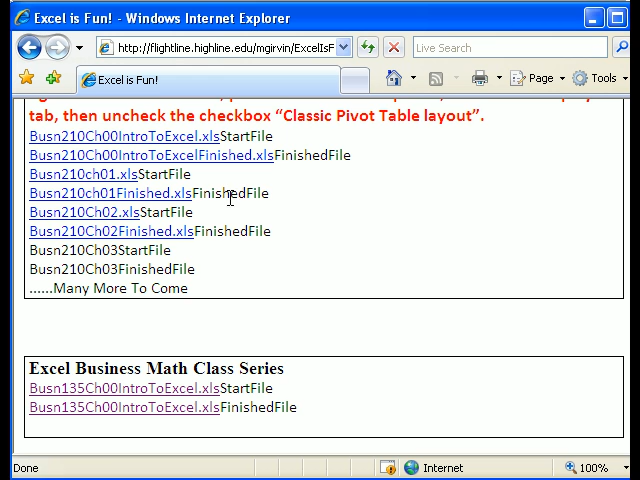 Excel is Fun! - Windows Internet Explorer
http://flightline.highline.edu/mgirvin/ExcelIsF
Live Search
Excel is Fun!
Page
Tools
tab, then uncheck the checkbox “Classic Pivot Table layout”.
Busn210Ch00IntroToExcel.xlsStartFile
Busn210Ch00IntroToExcelFinished.xlsFinishedFile
Busn210ch01.xlsStartFile
Busn210ch01Finished.xlsFinishedFile
Busn210Ch02.xlsStartFile
Busn210Ch02Finished.xlsFinishedFile
Busn210Ch03StartFile
Busn210Ch03FinishedFile
......Many More To Come
Excel Business Math Class Series
Busn135Ch00IntroToExcel.xlsStartFile
Busn135Ch00IntroToExcel.xlsFinishedFile
Done
Internet
100%